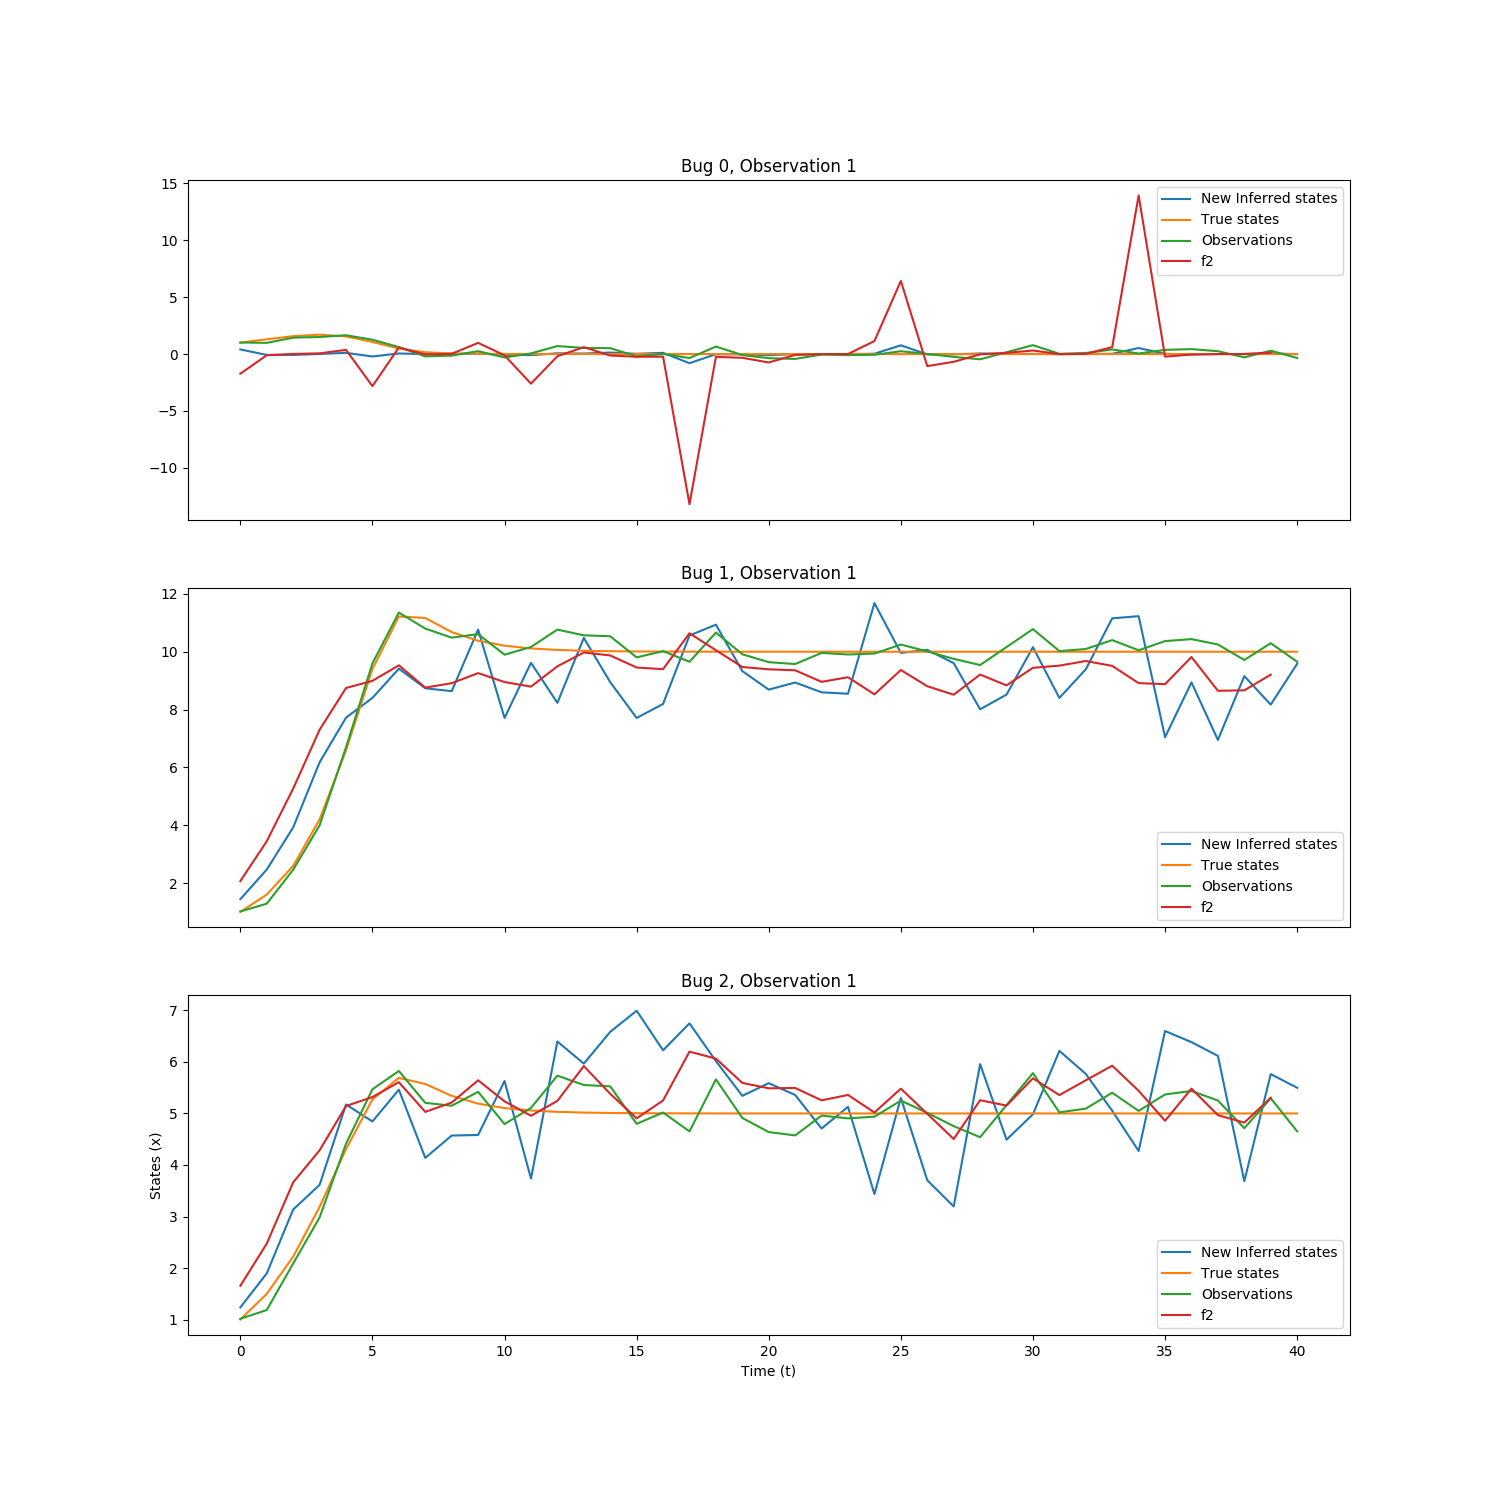 Bug 0, Observation 1
15
10
5
0
−5
−10
New Inferred states
True states
Observations
f2
Bug 1, Observation 1
12
10
8
6
4
2
New Inferred states
True states
Observations
f2
Bug 2, Observation 1
7
6
5
4
3
2
1
States (x)
New Inferred states
True states
Observations
f2
0 5 10 15 20 25 30 35 40
Time (t)